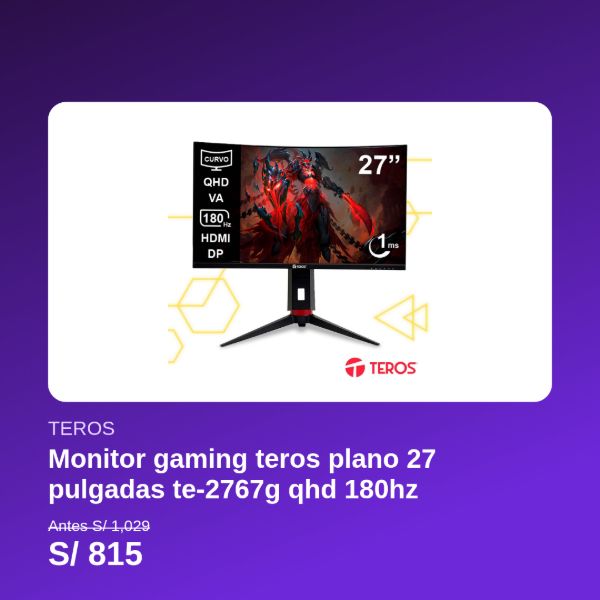 CURVO
QHD
VA
180 Hz
HDMI
DP
27”
1 ms
TEROS
TEROS
TEROS
Monitor gaming teros plano 27
pulgadas te-2767g qhd 180hz
Antes S/ 1,029
S/ 815